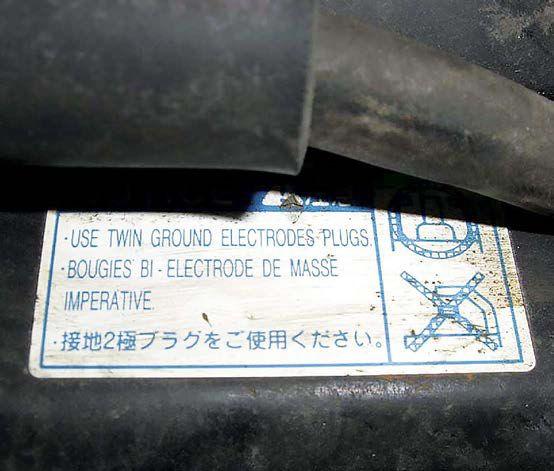 · USE TWIN GROUND ELECTRODES PLUGS.
· BOUGIES BI - ELECTRODE DE MASSE
IMPERATIVE.
· 接地2極プラグをご使用ください。